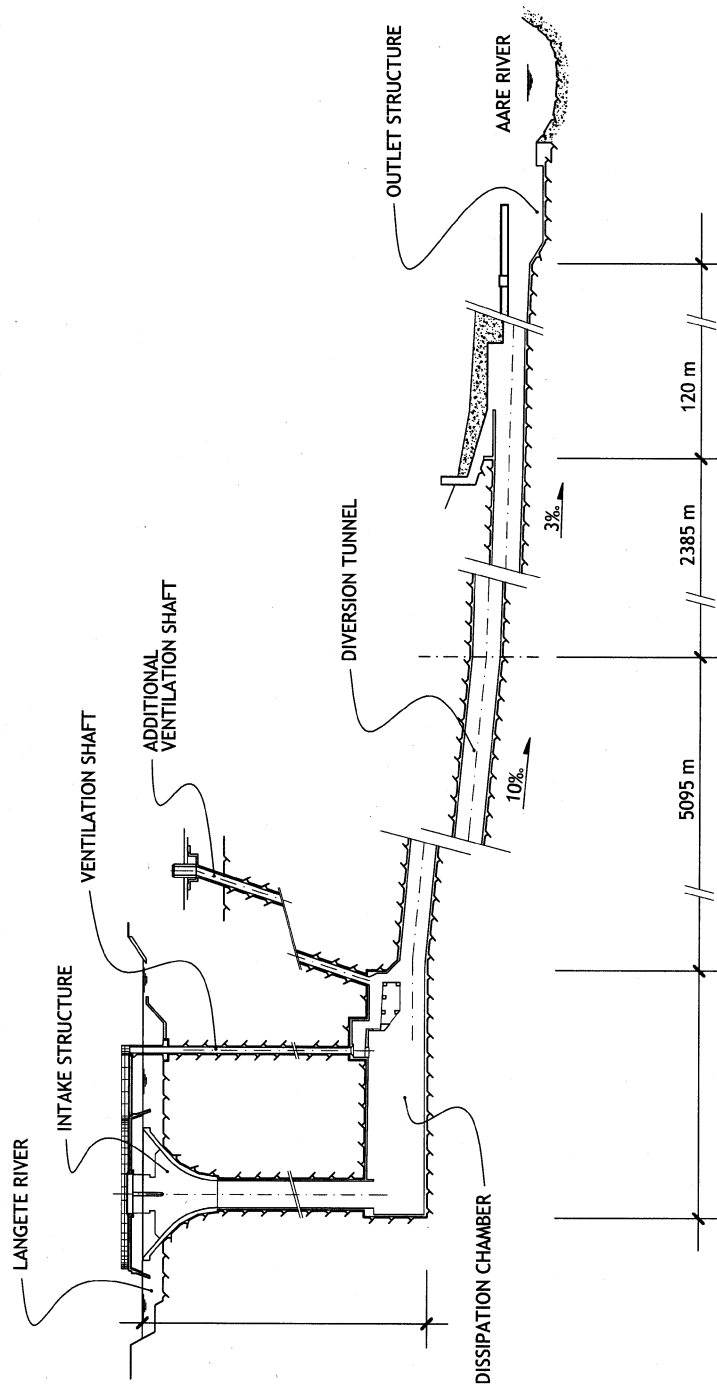 LANGETE RIVER
INTAKE STRUCTURE
VENTILATION SHAFT
ADDITIONAL
VENTILATION SHAFT
DIVERSION TUNNEL
OUTLET STRUCTURE
AARE RIVER
DISSIPATION CHAMBER
10‰
3‰
5095 m
2385 m
120 m